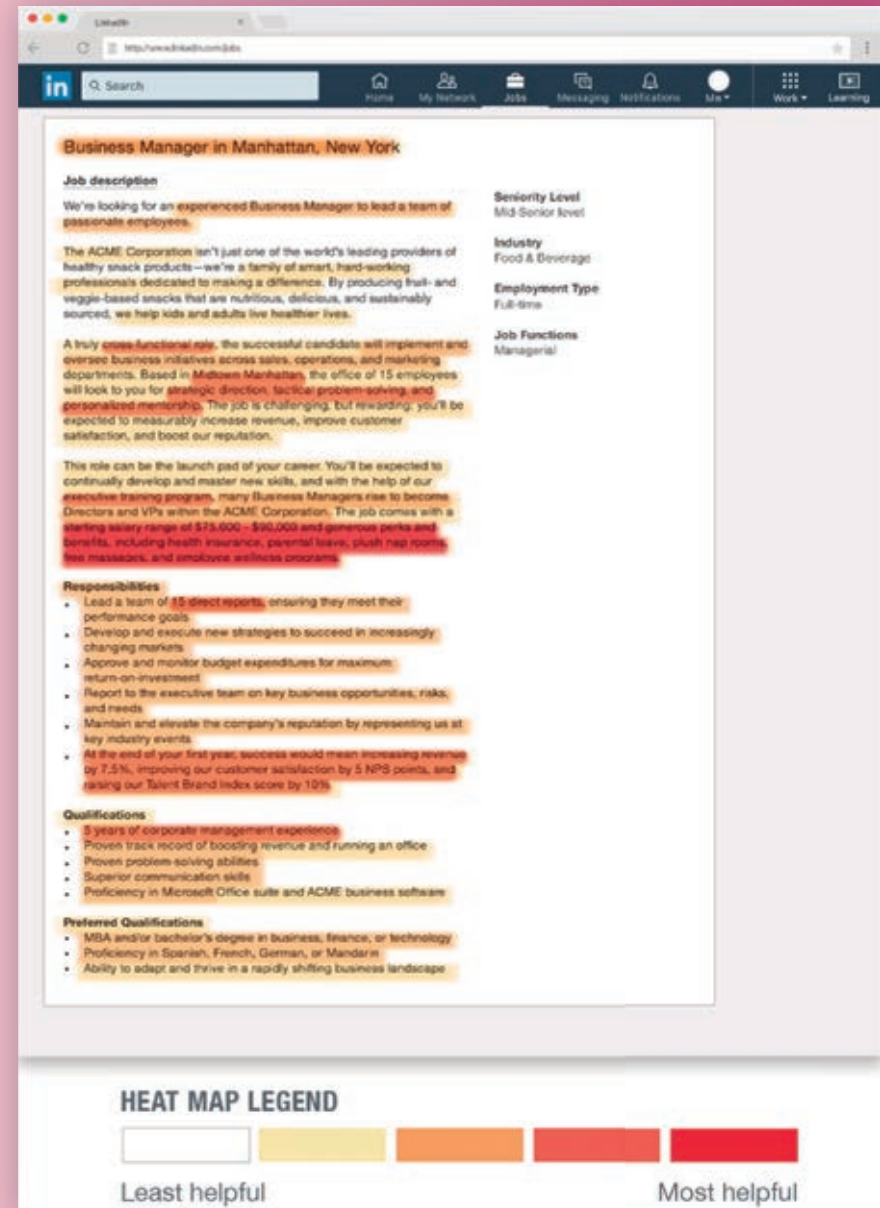 LinkedIn
http://www.linkedin.com/jobs
in
Search
Home
My Network
Jobs
Messaging
Notifications
Me
Work
Learning
Business Manager in Manhattan, New York
Job description
We're looking for an experienced Business Manager to lead a team of
passionate employees.
The ACME Corporation isn't just one of the world's leading providers of
healthy snack products—we're a family of smart, hard-working
professionals dedicated to making a difference. By producing fruit- and
veggie-based snacks that are nutritious, delicious, and sustainably
sourced, we help kids and adults live healthier lives.
A truly cross-functional role, the successful candidate will implement and
oversee business initiatives across sales, operations, and marketing
departments. Based in Midtown Manhattan, the office of 15 employees
will look to you for strategic direction, tactical problem-solving, and
personalized mentorship. The job is challenging, but rewarding: you'll be
expected to measurably increase revenue, improve customer
satisfaction, and boost our reputation.
This role can be the launch pad of your career. You'll be expected to
continually develop and master new skills, and with the help of our
executive training program, many Business Managers rise to become
Directors and VPs within the ACME Corporation. The job comes with a
starting salary range of $75,000 - $90,000 and generous perks and
benefits, including health insurance, parental leave, plush nap rooms,
free massages, and employee wellness programs.
Responsibilities
• Lead a team of 15 direct reports, ensuring they meet their
performance goals
• Develop and execute new strategies to succeed in increasingly
changing markets
• Approve and monitor budget expenditures for maximum
return-on-investment
• Report to the executive team on key business opportunities, risks,
and needs
• Maintain and elevate the company's reputation by representing us at
key industry events
• At the end of your first year, success would mean increasing revenue
by 7.5%, improving our customer satisfaction by 5 NPS points, and
raising our Talent Brand Index score by 10%
Qualifications
• 5 years of corporate management experience
• Proven track record of boosting revenue and running an office
• Proven problem-solving abilities
• Superior communication skills
• Proficiency in Microsoft Office suite and ACME business software
Preferred Qualifications
• MBA and/or bachelor's degree in business, finance, or technology
• Proficiency in Spanish, French, German, or Mandarin
• Ability to adapt and thrive in a rapidly shifting business landscape
Seniority Level
Mid-Senior level
Industry
Food & Beverage
Employment Type
Full-time
Job Functions
Managerial
HEAT MAP LEGEND
Least helpful
Most helpful